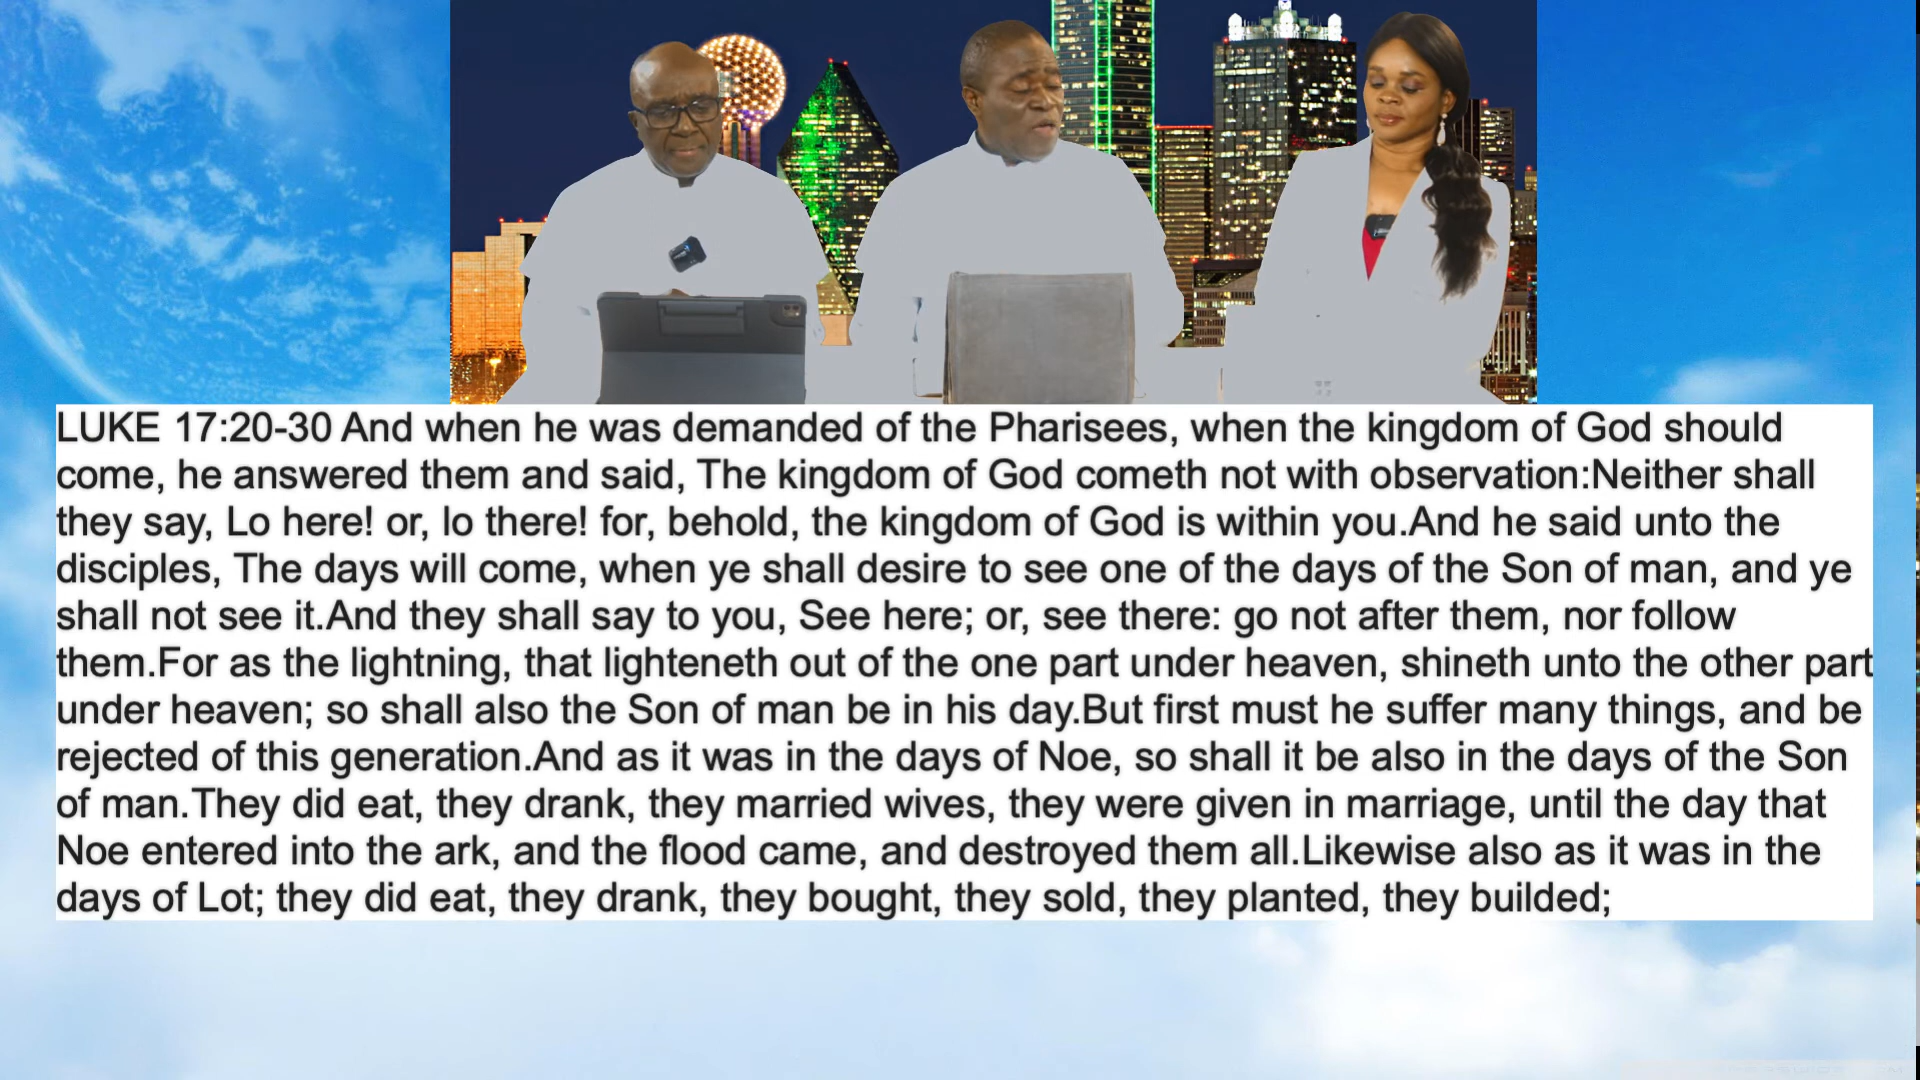 LUKE 17:20-30 And when he was demanded of the Pharisees, when the kingdom of God should
come, he answered them and said, The kingdom of God cometh not with observation:Neither shall
they say, Lo here! or, lo there! for, behold, the kingdom of God is within you.And he said unto the
disciples, The days will come, when ye shall desire to see one of the days of the Son of man, and ye
shall not see it.And they shall say to you, See here; or, see there: go not after them, nor follow
them.For as the lightning, that lighteneth out of the one part under heaven, shineth unto the other part
under heaven; so shall also the Son of man be in his day.But first must he suffer many things, and be
rejected of this generation.And as it was in the days of Noe, so shall it be also in the days of the Son
of man.They did eat, they drank, they married wives, they were given in marriage, until the day that
Noe entered into the ark, and the flood came, and destroyed them all.Likewise also as it was in the
days of Lot; they did eat, they drank, they bought, they sold, they planted, they builded;